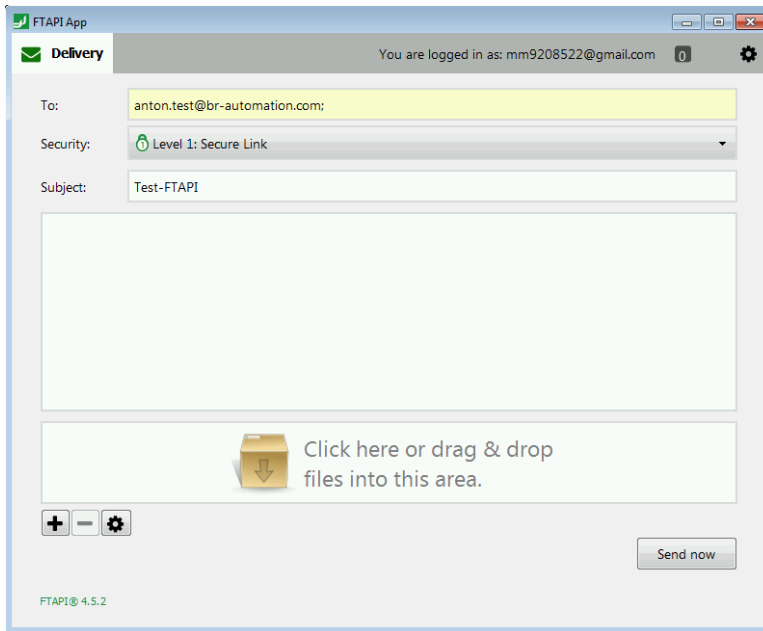 FTAPI App
Delivery
You are logged in as: mm9208522@gmail.com
0
To:
anton.test@br-automation.com;
Security:
1
Level 1: Secure Link
Subject:
Test-FTAPI
Click here or drag & drop
files into this area.
Send now
FTAPI® 4.5.2